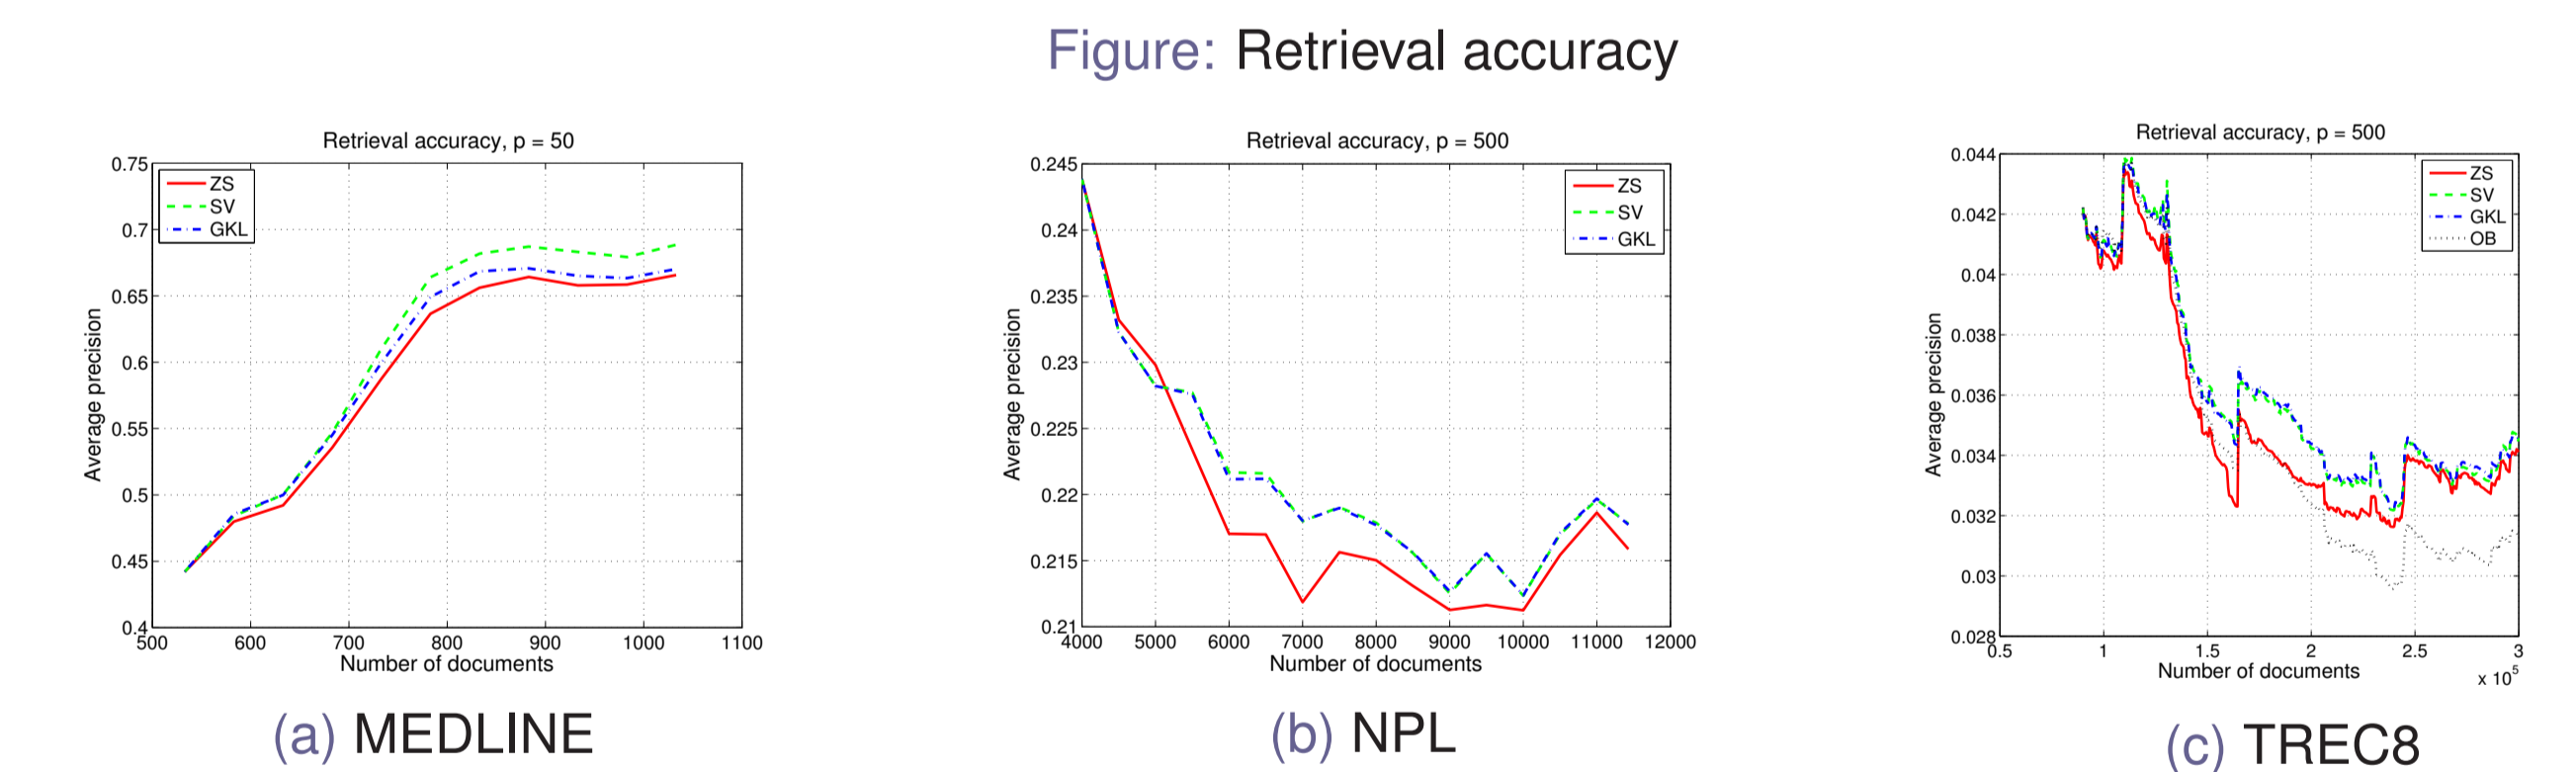 Figure: Retrieval accuracy
Retrieval accuracy, p = 50
0.75
0.7
0.65
0.6
0.55
0.5
0.45
0.4
Average precision
ZS
SV
GKL
500 600 700 800 900 1000 1100
Number of documents
(a) MEDLINE
Retrieval accuracy, p = 500
0.245
0.24
0.235
0.23
0.225
0.22
0.215
0.21
Average precision
ZS
SV
GKL
4000 5000 6000 7000 8000 9000 10000 11000 12000
Number of documents
(b) NPL
Retrieval accuracy, p = 500
0.044
0.042
0.04
0.038
0.036
0.034
0.032
0.03
0.028
Average precision
ZS
SV
GKL
OB
0.5 1 1.5 2 2.5 3
Number of documents
x 10⁵
(c) TREC8